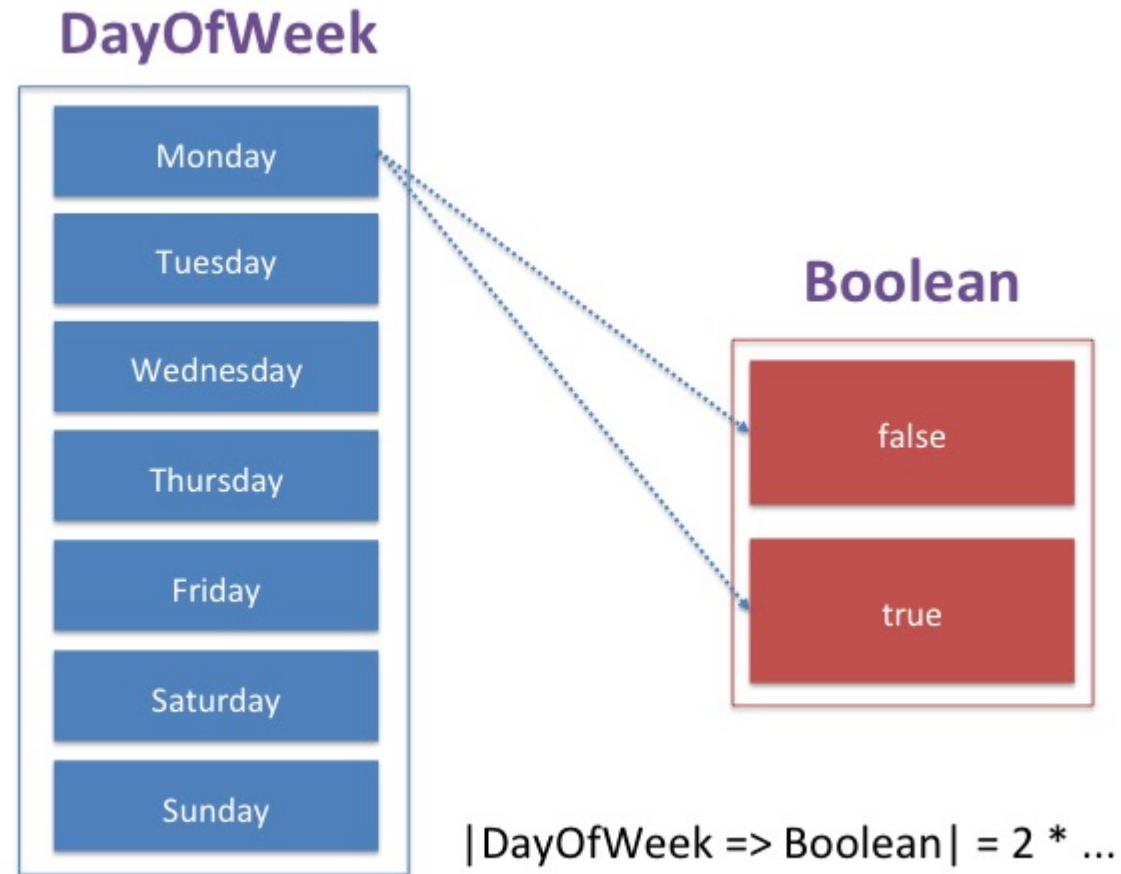 DayOfWeek
Monday
Tuesday
Wednesday
Thursday
Friday
Saturday
Sunday
Boolean
false
true
|DayOfWeek => Boolean| = 2 * ...